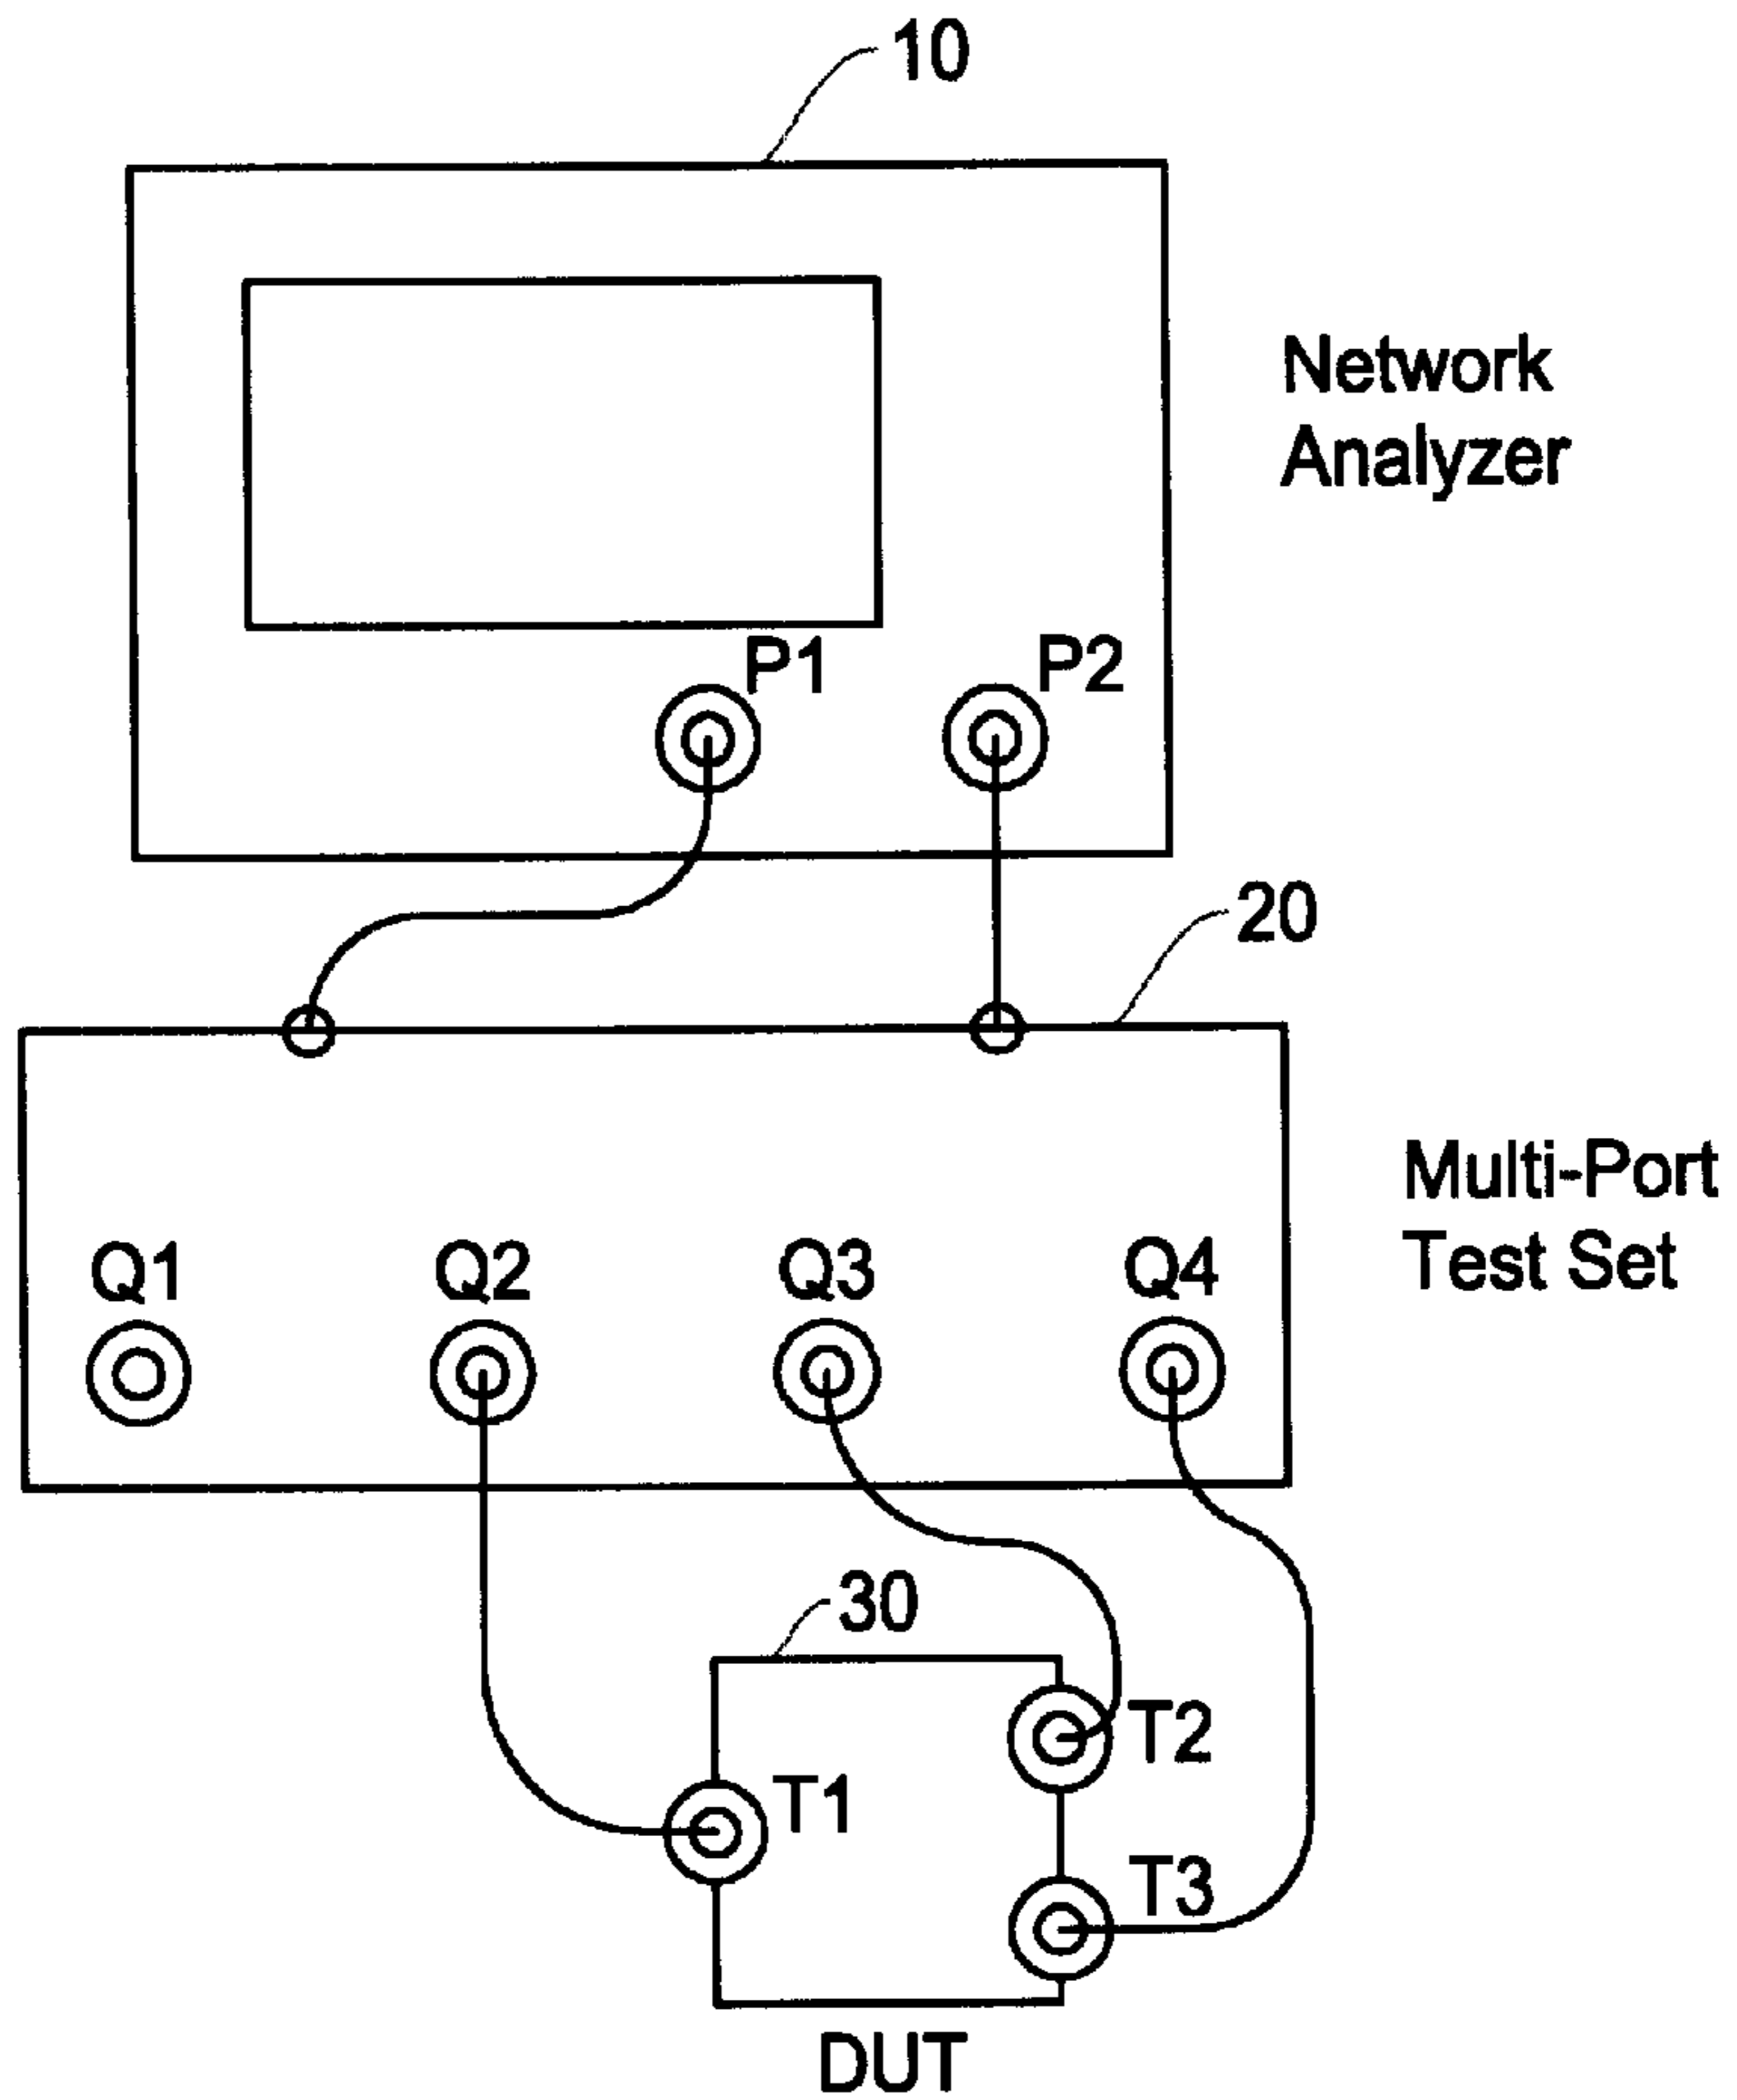 10
Network
Analyzer
P1
P2
20
Multi-Port
Test Set
Q1
Q2
Q3
Q4
30
T1
T2
T3
DUT